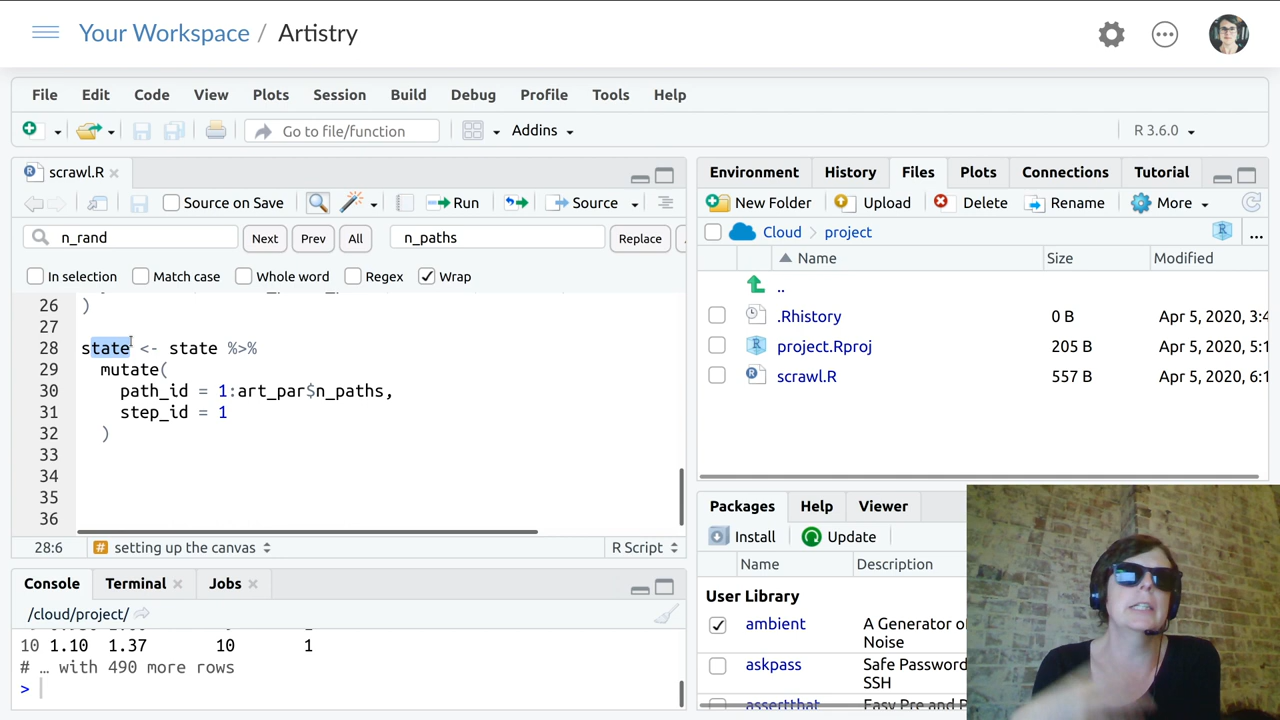 Your Workspace / Artistry
File Edit Code View Plots Session Build Debug Profile Tools Help
Go to file/function Addins R 3.6.0
scrawl.R
Source on Save Run Source
n_rand Next Prev All n_paths Replace
In selection Match case Whole word Regex Wrap
26 )
27
28 state <- state %>%
29 mutate(
30 path_id = 1:art_par$n_paths,
31 step_id = 1
32 )
33
34
35
36
28:6 setting up the canvas R Script
Console Terminal Jobs
/cloud/project/
10 1.10 1.37 10 1
# … with 490 more rows
>
Environment History Files Plots Connections Tutorial
New Folder Upload Delete Rename More
Cloud project ...
Name Size Modified
..
.Rhistory 0 B Apr 5, 2020, 3:4
project.Rproj 205 B Apr 5, 2020, 5:1
scrawl.R 557 B Apr 5, 2020, 6:1
Packages Help Viewer
Install Update
Name Description
User Library
ambient A Generator o
Noise
askpass Safe Password
SSH
assertthat Easy Pre and P